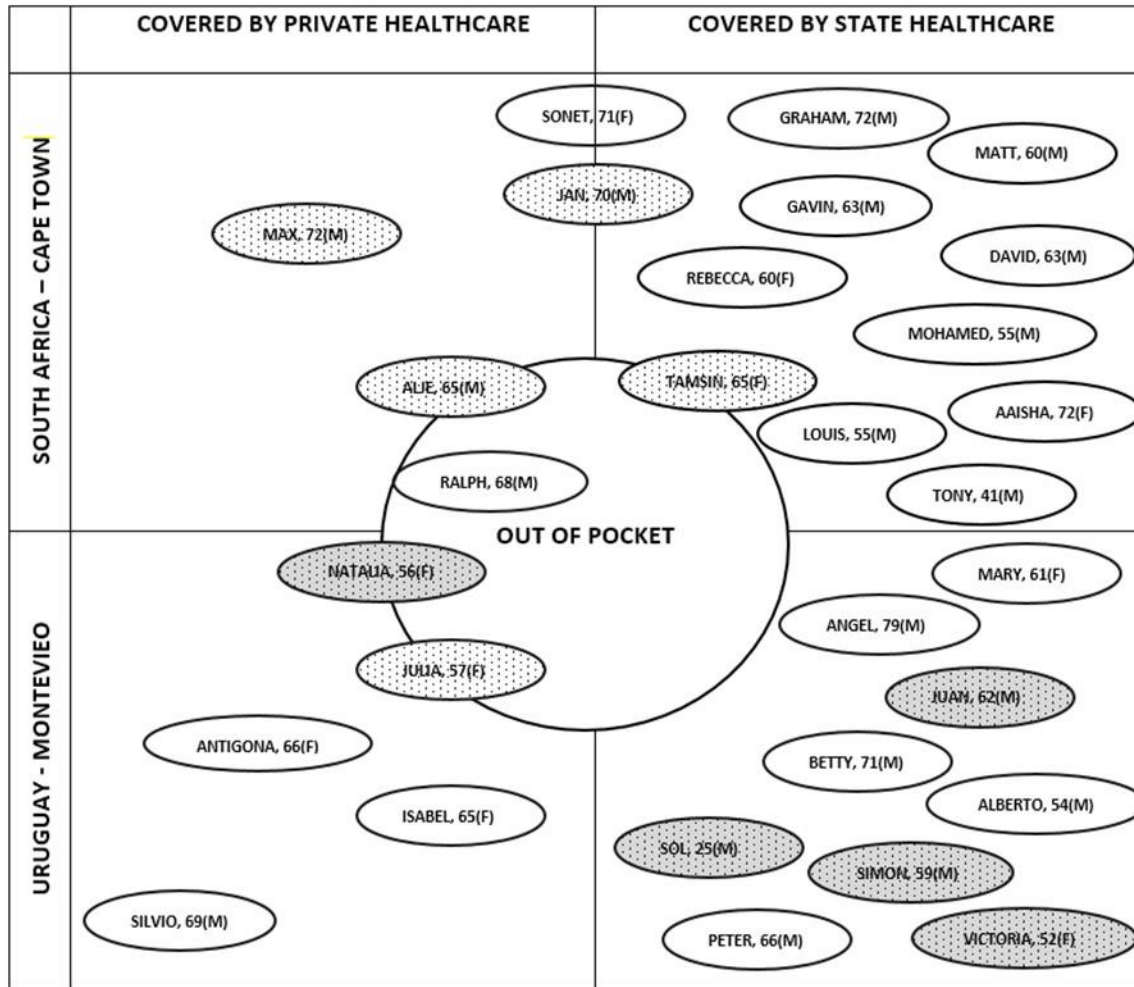 COVERED BY PRIVATE HEALTHCARE
COVERED BY STATE HEALTHCARE
SOUTH AFRICA – CAPE TOWN
SONET, 71(F)
GRAHAM, 72(M)
MATT, 60(M)
JAN, 70(M)
GAVIN, 63(M)
MAX, 72(M)
DAVID, 63(M)
REBECCA, 60(F)
MOHAMED, 55(M)
ALIE, 65(M)
TAMSIN, 65(F)
AAISHA, 72(F)
LOUIS, 55(M)
RALPH, 68(M)
TONY, 41(M)
OUT OF POCKET
URUGUAY - MONTEVIEO
NATALIA, 56(F)
MARY, 61(F)
ANGEL, 79(M)
JULIA, 57(F)
JUAN, 62(M)
ANTIGONA, 66(F)
BETTY, 71(M)
ISABEL, 65(F)
ALBERTO, 54(M)
SOL, 25(M)
SIMON, 59(M)
SILVIO, 69(M)
PETER, 66(M)
VICTORIA, 52(F)